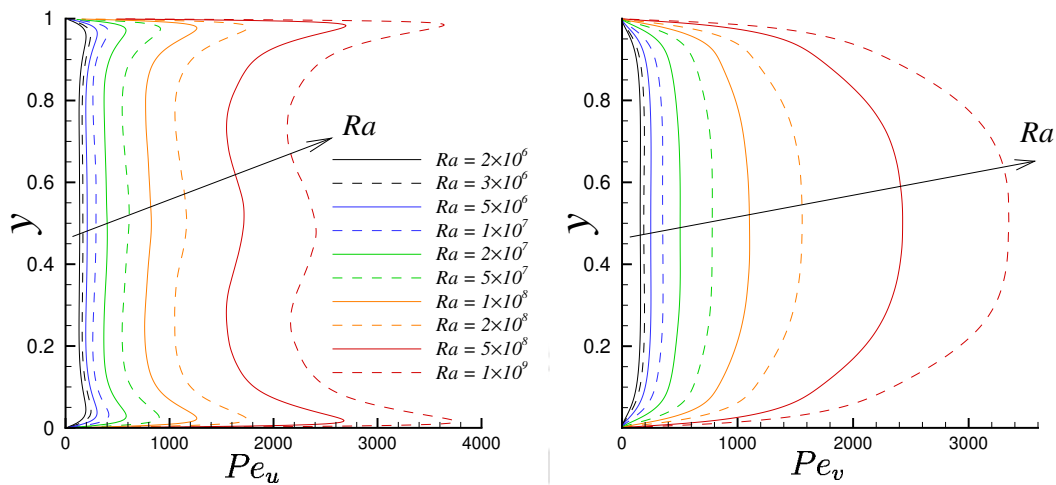 1
0.8
0.6
0.4
0.2
0
y
0 1000 2000 3000 4000
Pe_u
Ra
Ra = 2×10^6
Ra = 3×10^6
Ra = 5×10^6
Ra = 1×10^7
Ra = 2×10^7
Ra = 5×10^7
Ra = 1×10^8
Ra = 2×10^8
Ra = 5×10^8
Ra = 1×10^9
1
0.8
0.6
0.4
0.2
0
y
0 1000 2000 3000
Pe_v
Ra